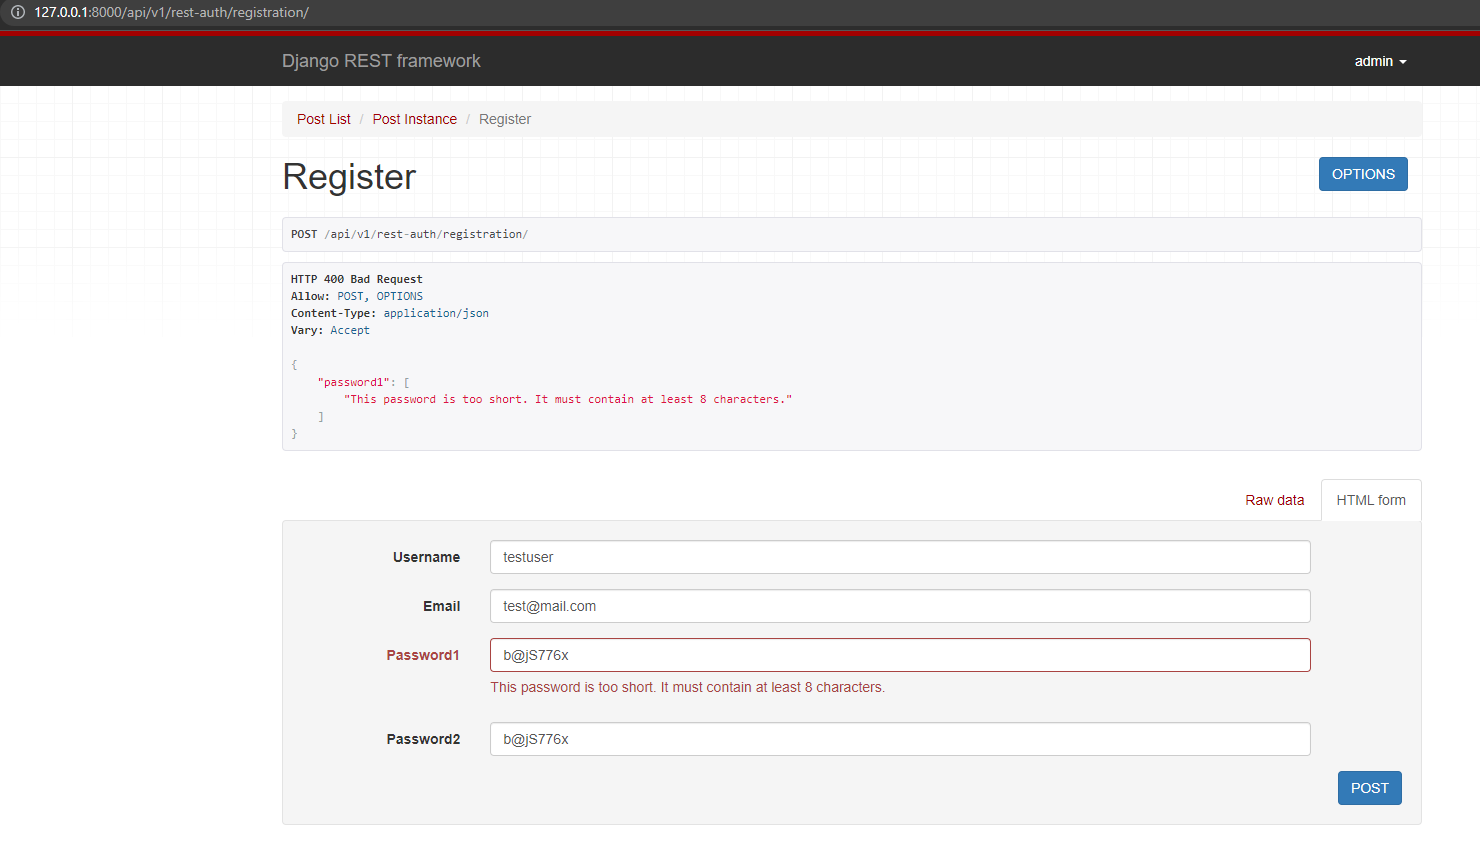 127.0.0.1:8000/api/v1/rest-auth/registration/
Django REST framework
admin
Post List / Post Instance / Register
Register
OPTIONS
POST /api/v1/rest-auth/registration/
HTTP 400 Bad Request
Allow: POST, OPTIONS
Content-Type: application/json
Vary: Accept
{
    "password1": [
        "This password is too short. It must contain at least 8 characters."
    ]
}
Raw data
HTML form
Username
testuser
Email
test@mail.com
Password1
b@jS776x
This password is too short. It must contain at least 8 characters.
Password2
b@jS776x
POST